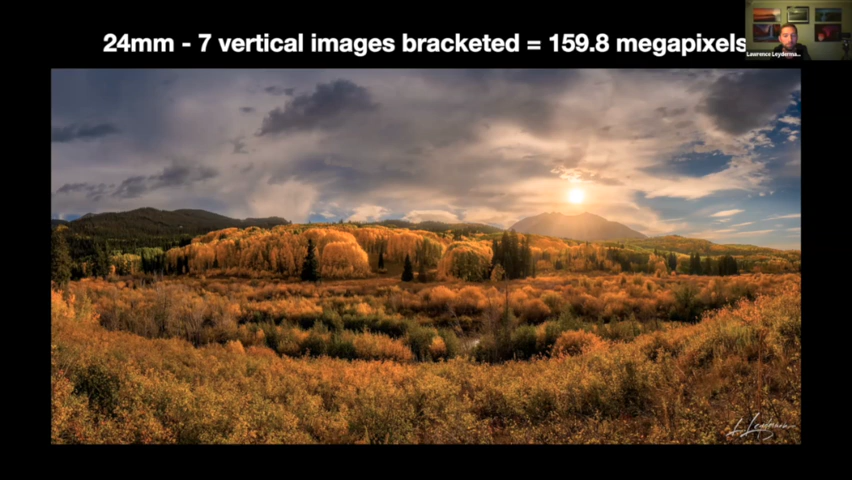 24mm - 7 vertical images bracketed = 159.8 megapixels